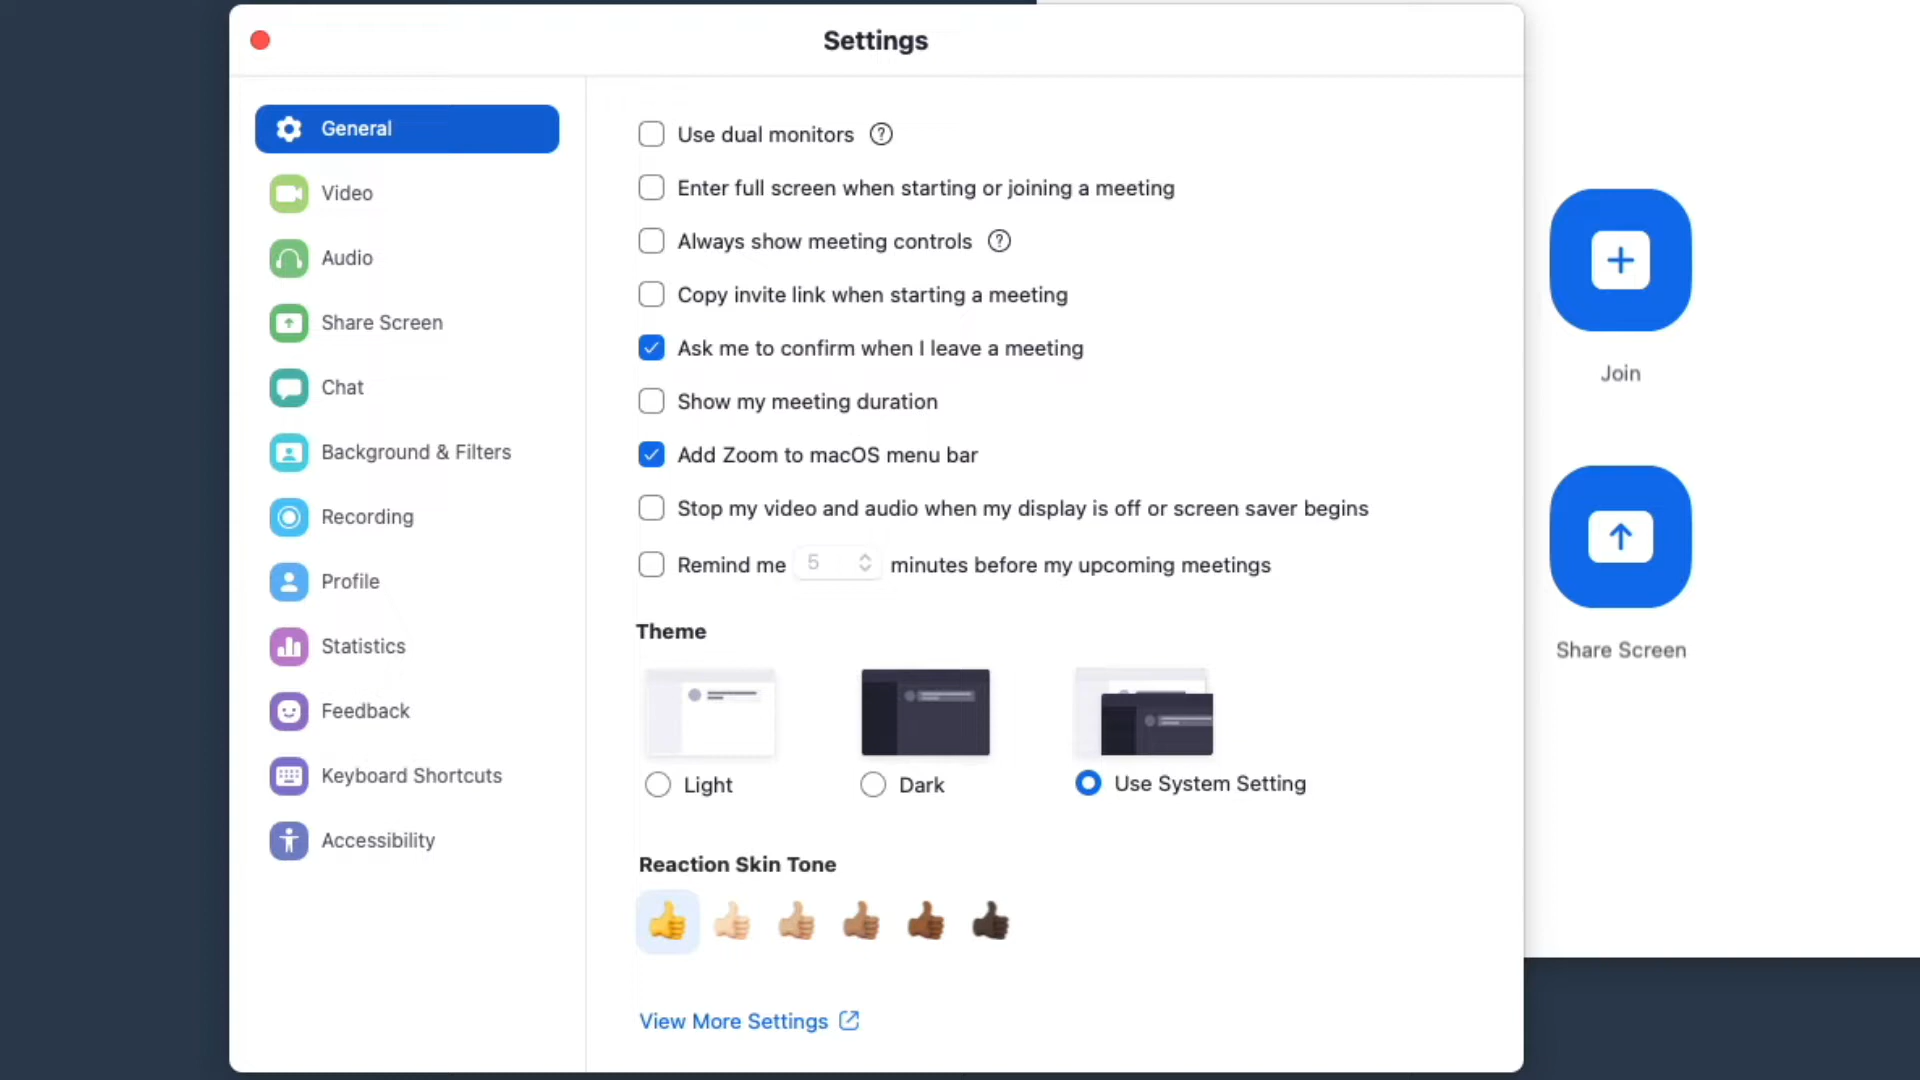 Settings
General
Video
Audio
Share Screen
Chat
Background & Filters
Recording
Profile
Statistics
Feedback
Keyboard Shortcuts
Accessibility
Use dual monitors ?
Enter full screen when starting or joining a meeting
Always show meeting controls ?
Copy invite link when starting a meeting
Ask me to confirm when I leave a meeting
Show my meeting duration
Add Zoom to macOS menu bar
Stop my video and audio when my display is off or screen saver begins
Remind me 5 minutes before my upcoming meetings
Theme
Light
Dark
Use System Setting
Reaction Skin Tone
View More Settings
Join
Share Screen